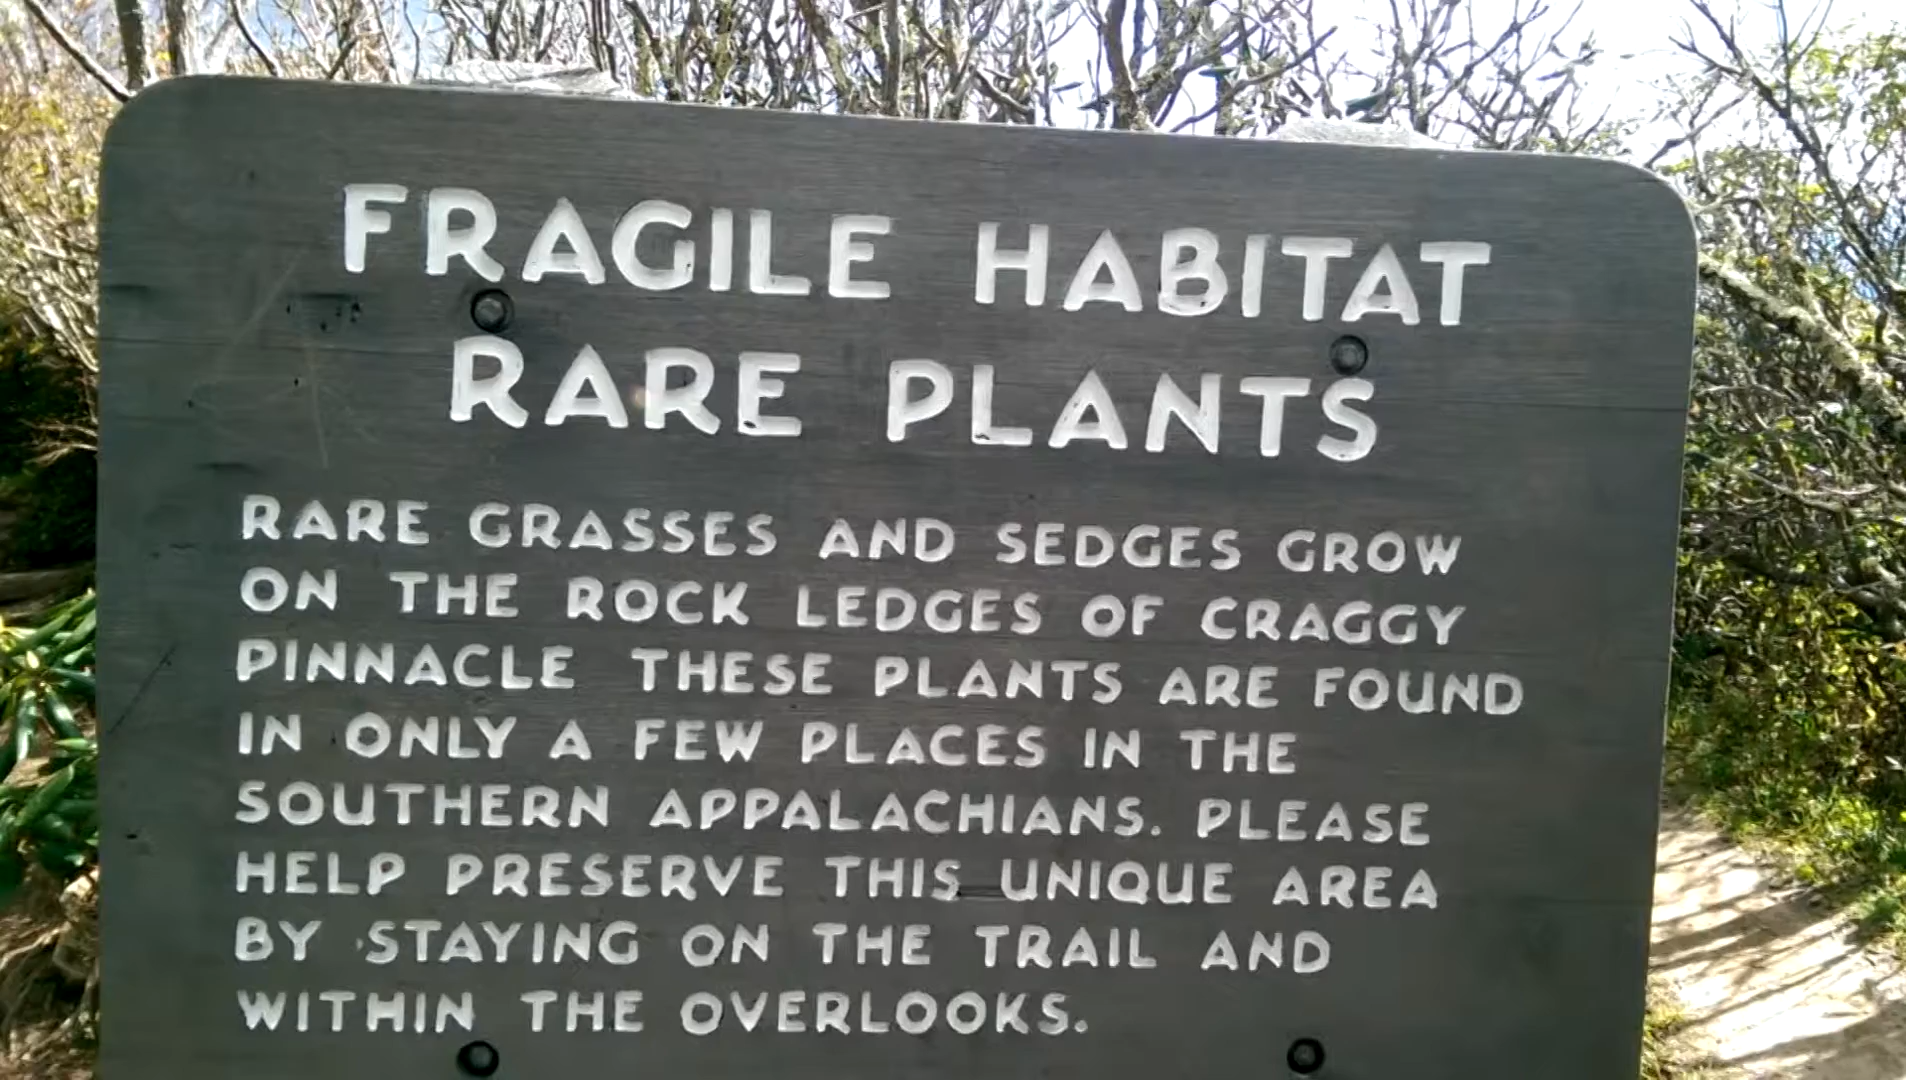 FRAGILE HABITAT
RARE PLANTS
RARE GRASSES AND SEDGES GROW
ON THE ROCK LEDGES OF CRAGGY
PINNACLE THESE PLANTS ARE FOUND
IN ONLY A FEW PLACES IN THE
SOUTHERN APPALACHIANS. PLEASE
HELP PRESERVE THIS UNIQUE AREA
BY STAYING ON THE TRAIL AND
WITHIN THE OVERLOOKS.